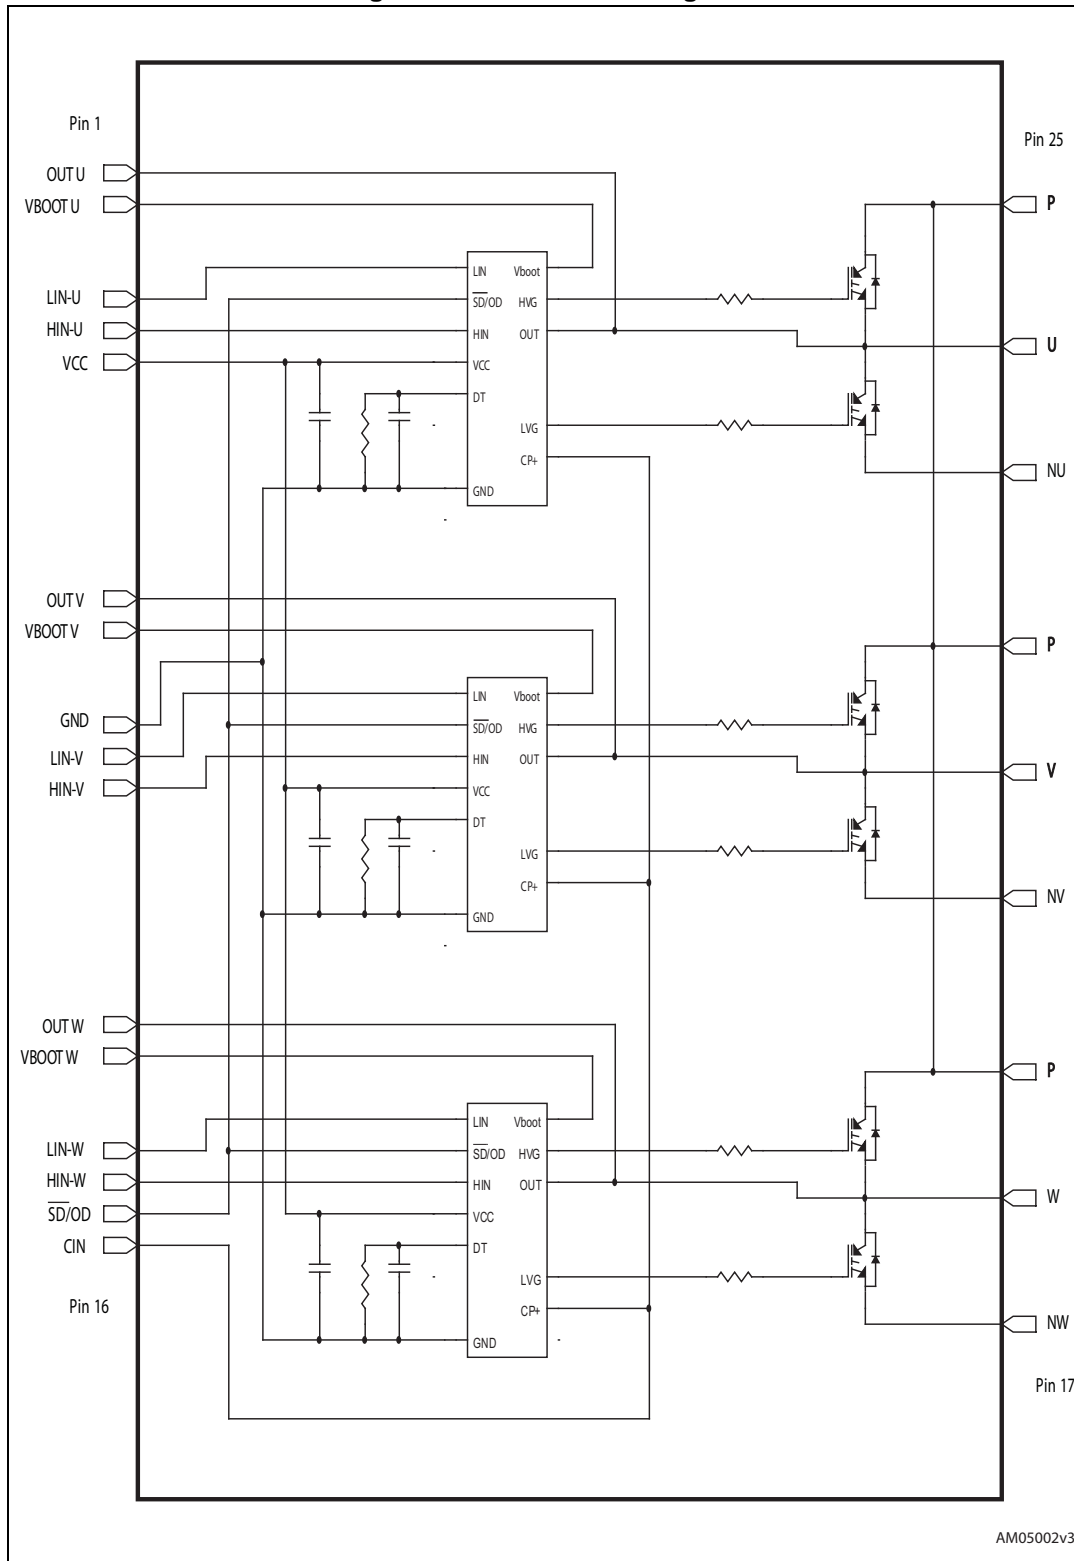 Pin 1
OUT U
VBOOT U
LIN-U
HIN-U
VCC
LIN
SD/OD
HIN
VCC
DT
GND
Vboot
HVG
OUT
LVG
CP+
Pin 25
P
U
NU
OUT V
VBOOT V
GND
LIN-V
HIN-V
LIN
SD/OD
HIN
VCC
DT
GND
Vboot
HVG
OUT
LVG
CP+
P
V
NV
OUT W
VBOOT W
LIN-W
HIN-W
SD/OD
CIN
Pin 16
LIN
SD/OD
HIN
VCC
DT
GND
Vboot
HVG
OUT
LVG
CP+
P
W
NW
Pin 17
AM05002v3